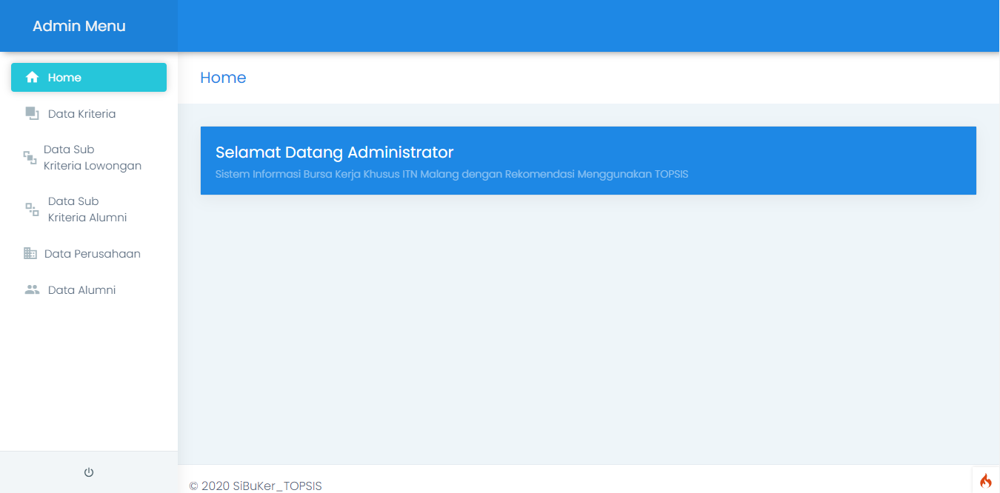 Admin Menu
Home
Data Kriteria
Data Sub
Kriteria Lowongan
Data Sub
Kriteria Alumni
Data Perusahaan
Data Alumni
Home
Selamat Datang Administrator
Sistem Informasi Bursa Kerja Khusus ITN Malang dengan Rekomendasi Menggunakan TOPSIS
© 2020 SiBuKer_TOPSIS